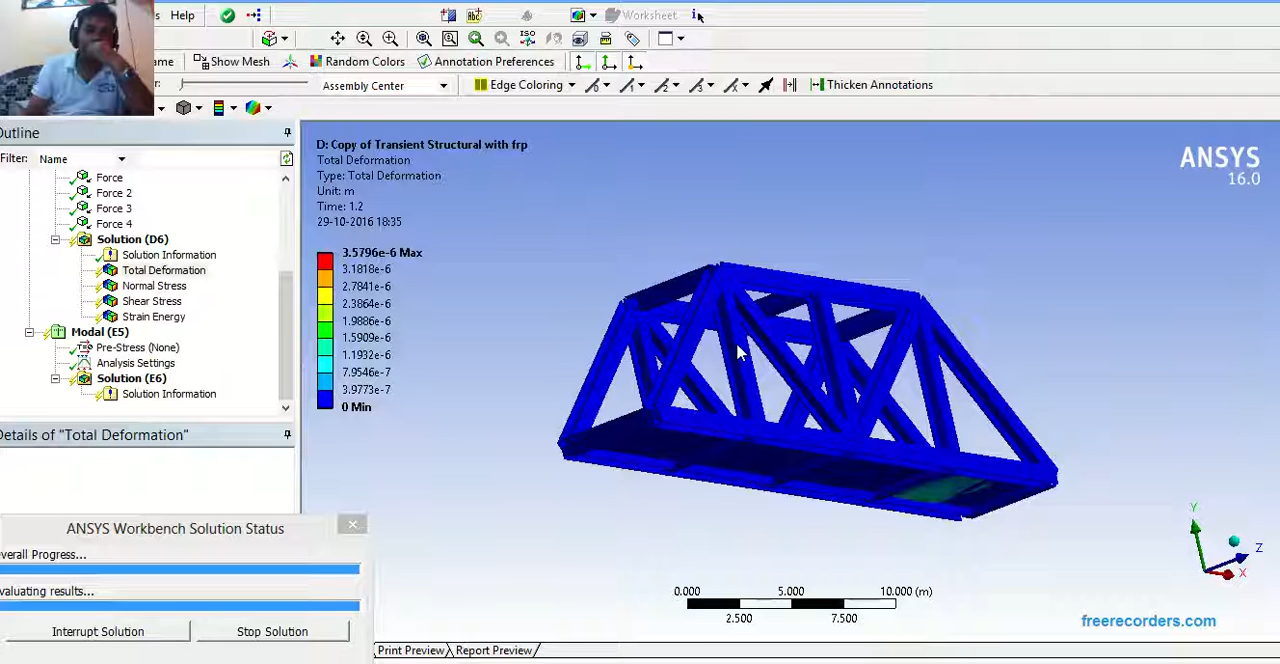 Help
Worksheet
Show Mesh
Random Colors
Annotation Preferences
Assembly Center
Edge Coloring
Thicken Annotations
Outline
Filter: Name
Force
Force 2
Force 3
Force 4
Solution (D6)
Solution Information
Total Deformation
Normal Stress
Shear Stress
Strain Energy
Modal (E5)
Pre-Stress (None)
Analysis Settings
Solution (E6)
Solution Information
Details of "Total Deformation"
ANSYS Workbench Solution Status
verall Progress...
valuating results...
Interrupt Solution
Stop Solution
D: Copy of Transient Structural with frp
Total Deformation
Type: Total Deformation
Unit: m
Time: 1.2
29-10-2016 18:35
3.5796e-6 Max
3.1818e-6
2.7841e-6
2.3864e-6
1.9886e-6
1.5909e-6
1.1932e-6
7.9546e-7
3.9773e-7
0 Min
ANSYS
16.0
Y
Z
X
0.000 5.000 10.000 (m)
2.500 7.500
freerecorders.com
Print Preview Report Preview